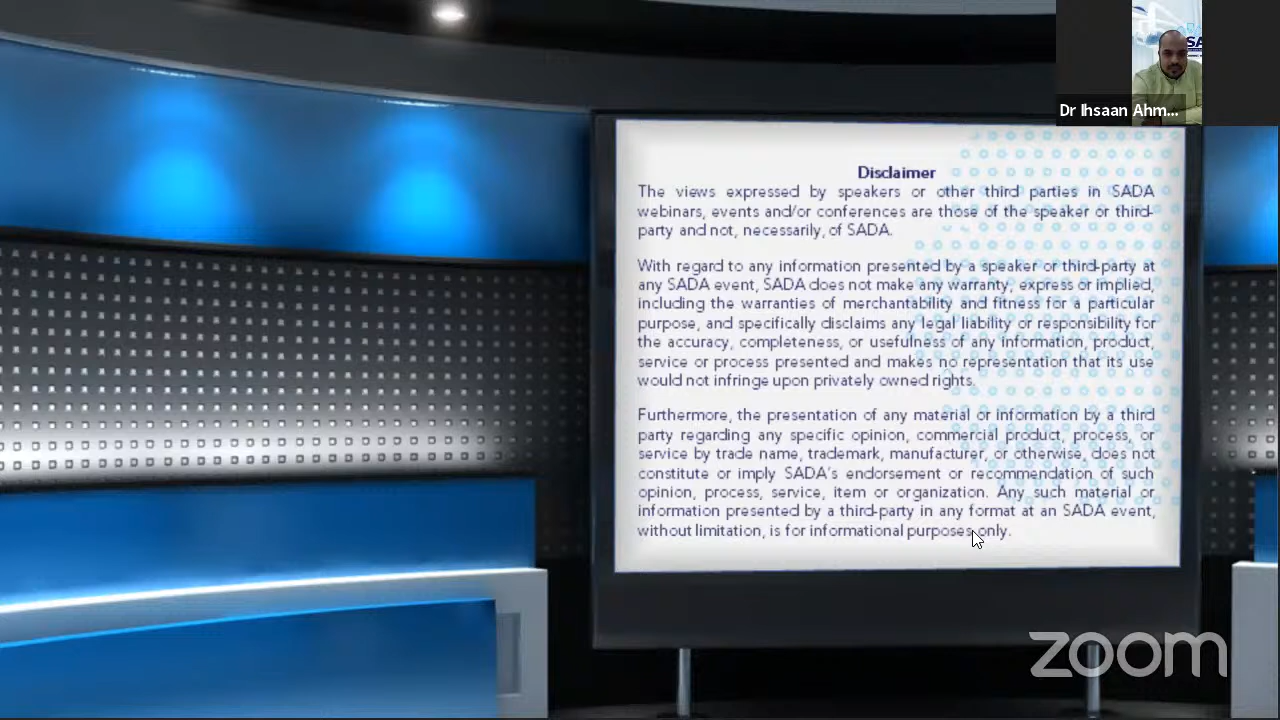 SA
Dr Ihsaan Ahm...
Disclaimer
The views expressed by speakers or other third parties in SADA
webinars, events and/or conferences are those of the speaker or third-
party and not, necessarily, of SADA.
With regard to any information presented by a speaker or third-party at
any SADA event, SADA does not make any warranty, express or implied,
including the warranties of merchantability and fitness for a particular
purpose, and specifically disclaims any legal liability or responsibility for
the accuracy, completeness, or usefulness of any information, product,
service or process presented and makes no representation that its use
would not infringe upon privately owned rights.
Furthermore, the presentation of any material or information by a third
party regarding any specific opinion, commercial product, process, or
service by trade name, trademark, manufacturer, or otherwise, does not
constitute or imply SADA's endorsement or recommendation of such
opinion, process, service, item or organization. Any such material or
information presented by a third-party in any format at an SADA event,
without limitation, is for informational purposes only.
zoom